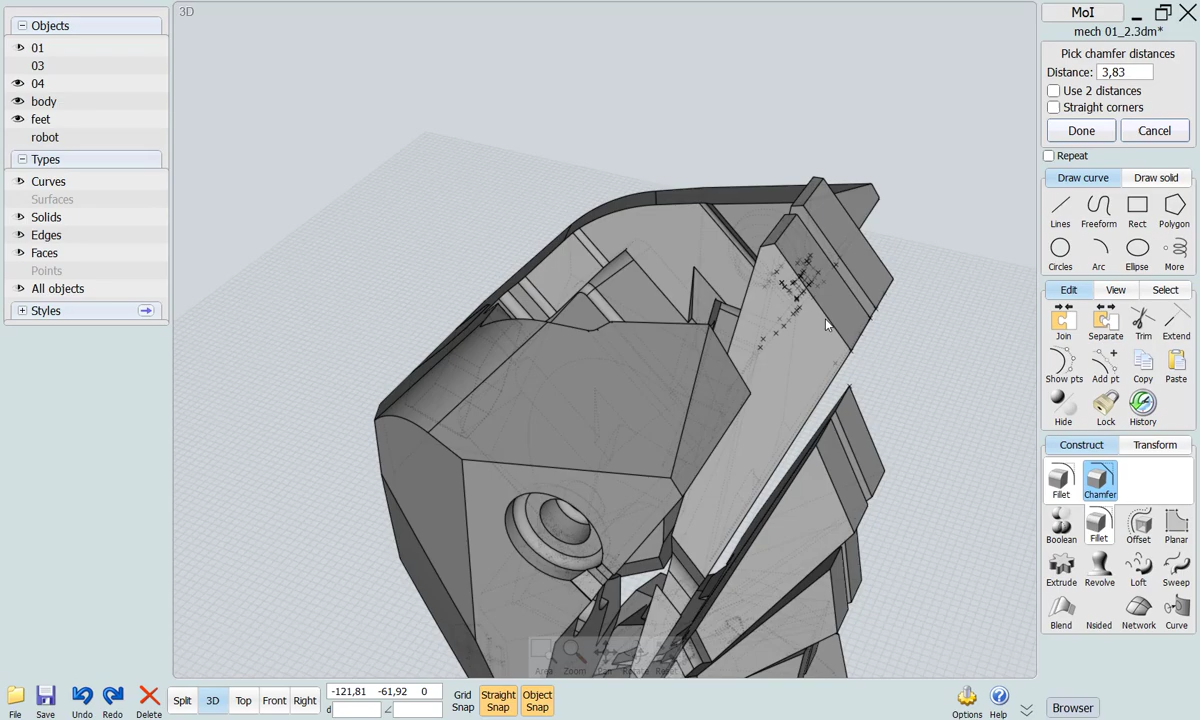 Objects
01
03
04
body
feet
robot
Types
Curves
Surfaces
Solids
Edges
Faces
Points
All objects
Styles
3D
MoI
mech 01_2.3dm*
Pick chamfer distances
Distance: 3,83
Use 2 distances
Straight corners
Done Cancel
Repeat
Draw curve Draw solid
Lines Freeform Rect Polygon
Circles Arc Ellipse More
Edit View Select
Join Separate Trim Extend
Show pts Add pt Copy Paste
Hide Lock History
Construct Transform
Fillet Chamfer
Boolean Fillet Offset Planar
Extrude Revolve Loft Sweep
Blend Nsided Network Curve
Area Zoom Pan Rotate Reset
File Save Undo Redo Delete
Split 3D Top Front Right
-121,81 -61,92 0
d ∠
Grid Snap
Straight Snap
Object Snap
Options Help
Browser